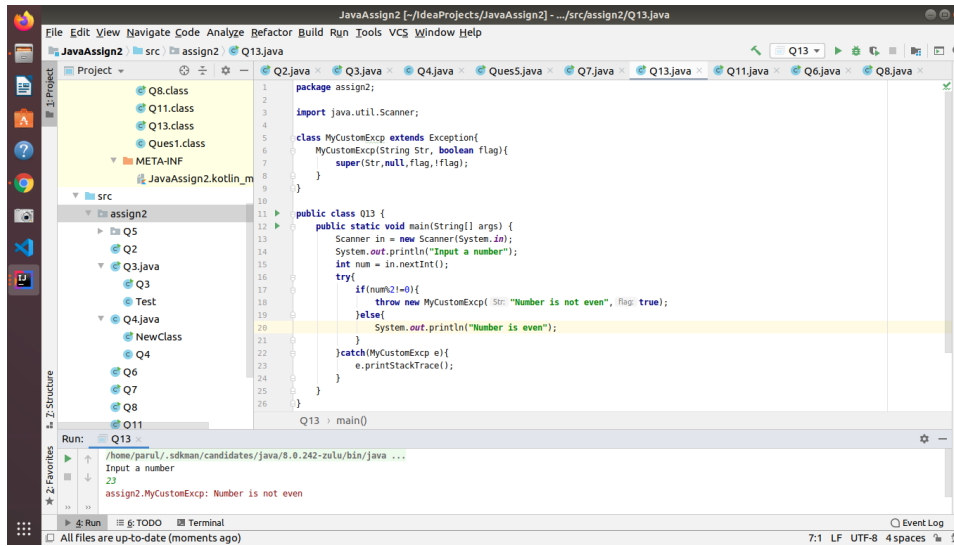 JavaAssign2 [~/IdeaProjects/JavaAssign2] - .../src/assign2/Q13.java
File Edit View Navigate Code Analyze Refactor Build Run Tools VCS Window Help
JavaAssign2 src assign2 Q13.java
Q13
1: Project
Project
Q8.class
Q11.class
Q13.class
Ques1.class
META-INF
JavaAssign2.kotlin_m
src
assign2
Q5
Q2
Q3.java
Q3
Test
Q4.java
NewClass
Q4
Q6
Q7
Q8
Q11
Z: Structure
2: Favorites
Q2.java Q3.java Q4.java Ques5.java Q7.java Q13.java Q11.java Q6.java Q8.java
1 package assign2;
2
3 import java.util.Scanner;
4
5 class MyCustomExcp extends Exception{
6 MyCustomExcp(String Str, boolean flag){
7 super(Str,null,flag,!flag);
8 }
9 }
10
11 public class Q13 {
12 public static void main(String[] args) {
13 Scanner in = new Scanner(System.in);
14 System.out.println("Input a number");
15 int num = in.nextInt();
16 try{
17 if(num%2!=0){
18 throw new MyCustomExcp( Str: "Number is not even", flag: true);
19 }else{
20 System.out.println("Number is even");
21 }
22 }catch(MyCustomExcp e){
23 e.printStackTrace();
24 }
25 }
26 }
Q13 › main()
Run: Q13
/home/parul/.sdkman/candidates/java/8.0.242-zulu/bin/java ...
Input a number
23
assign2.MyCustomExcp: Number is not even
4: Run 6: TODO Terminal Event Log
All files are up-to-date (moments ago) 7:1 LF UTF-8 4 spaces